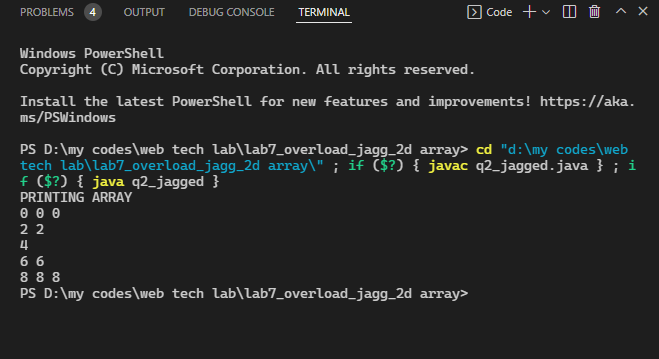 PROBLEMS 4 OUTPUT DEBUG CONSOLE TERMINAL Code
Windows PowerShell
Copyright (C) Microsoft Corporation. All rights reserved.
Install the latest PowerShell for new features and improvements! https://aka.
ms/PSWindows
PS D:\my codes\web tech lab\lab7_overload_jagg_2d array> cd "d:\my codes\web
tech lab\lab7_overload_jagg_2d array\" ; if ($?) { javac q2_jagged.java } ; i
f ($?) { java q2_jagged }
PRINTING ARRAY
0 0 0
2 2
4
6 6
8 8 8
PS D:\my codes\web tech lab\lab7_overload_jagg_2d array>